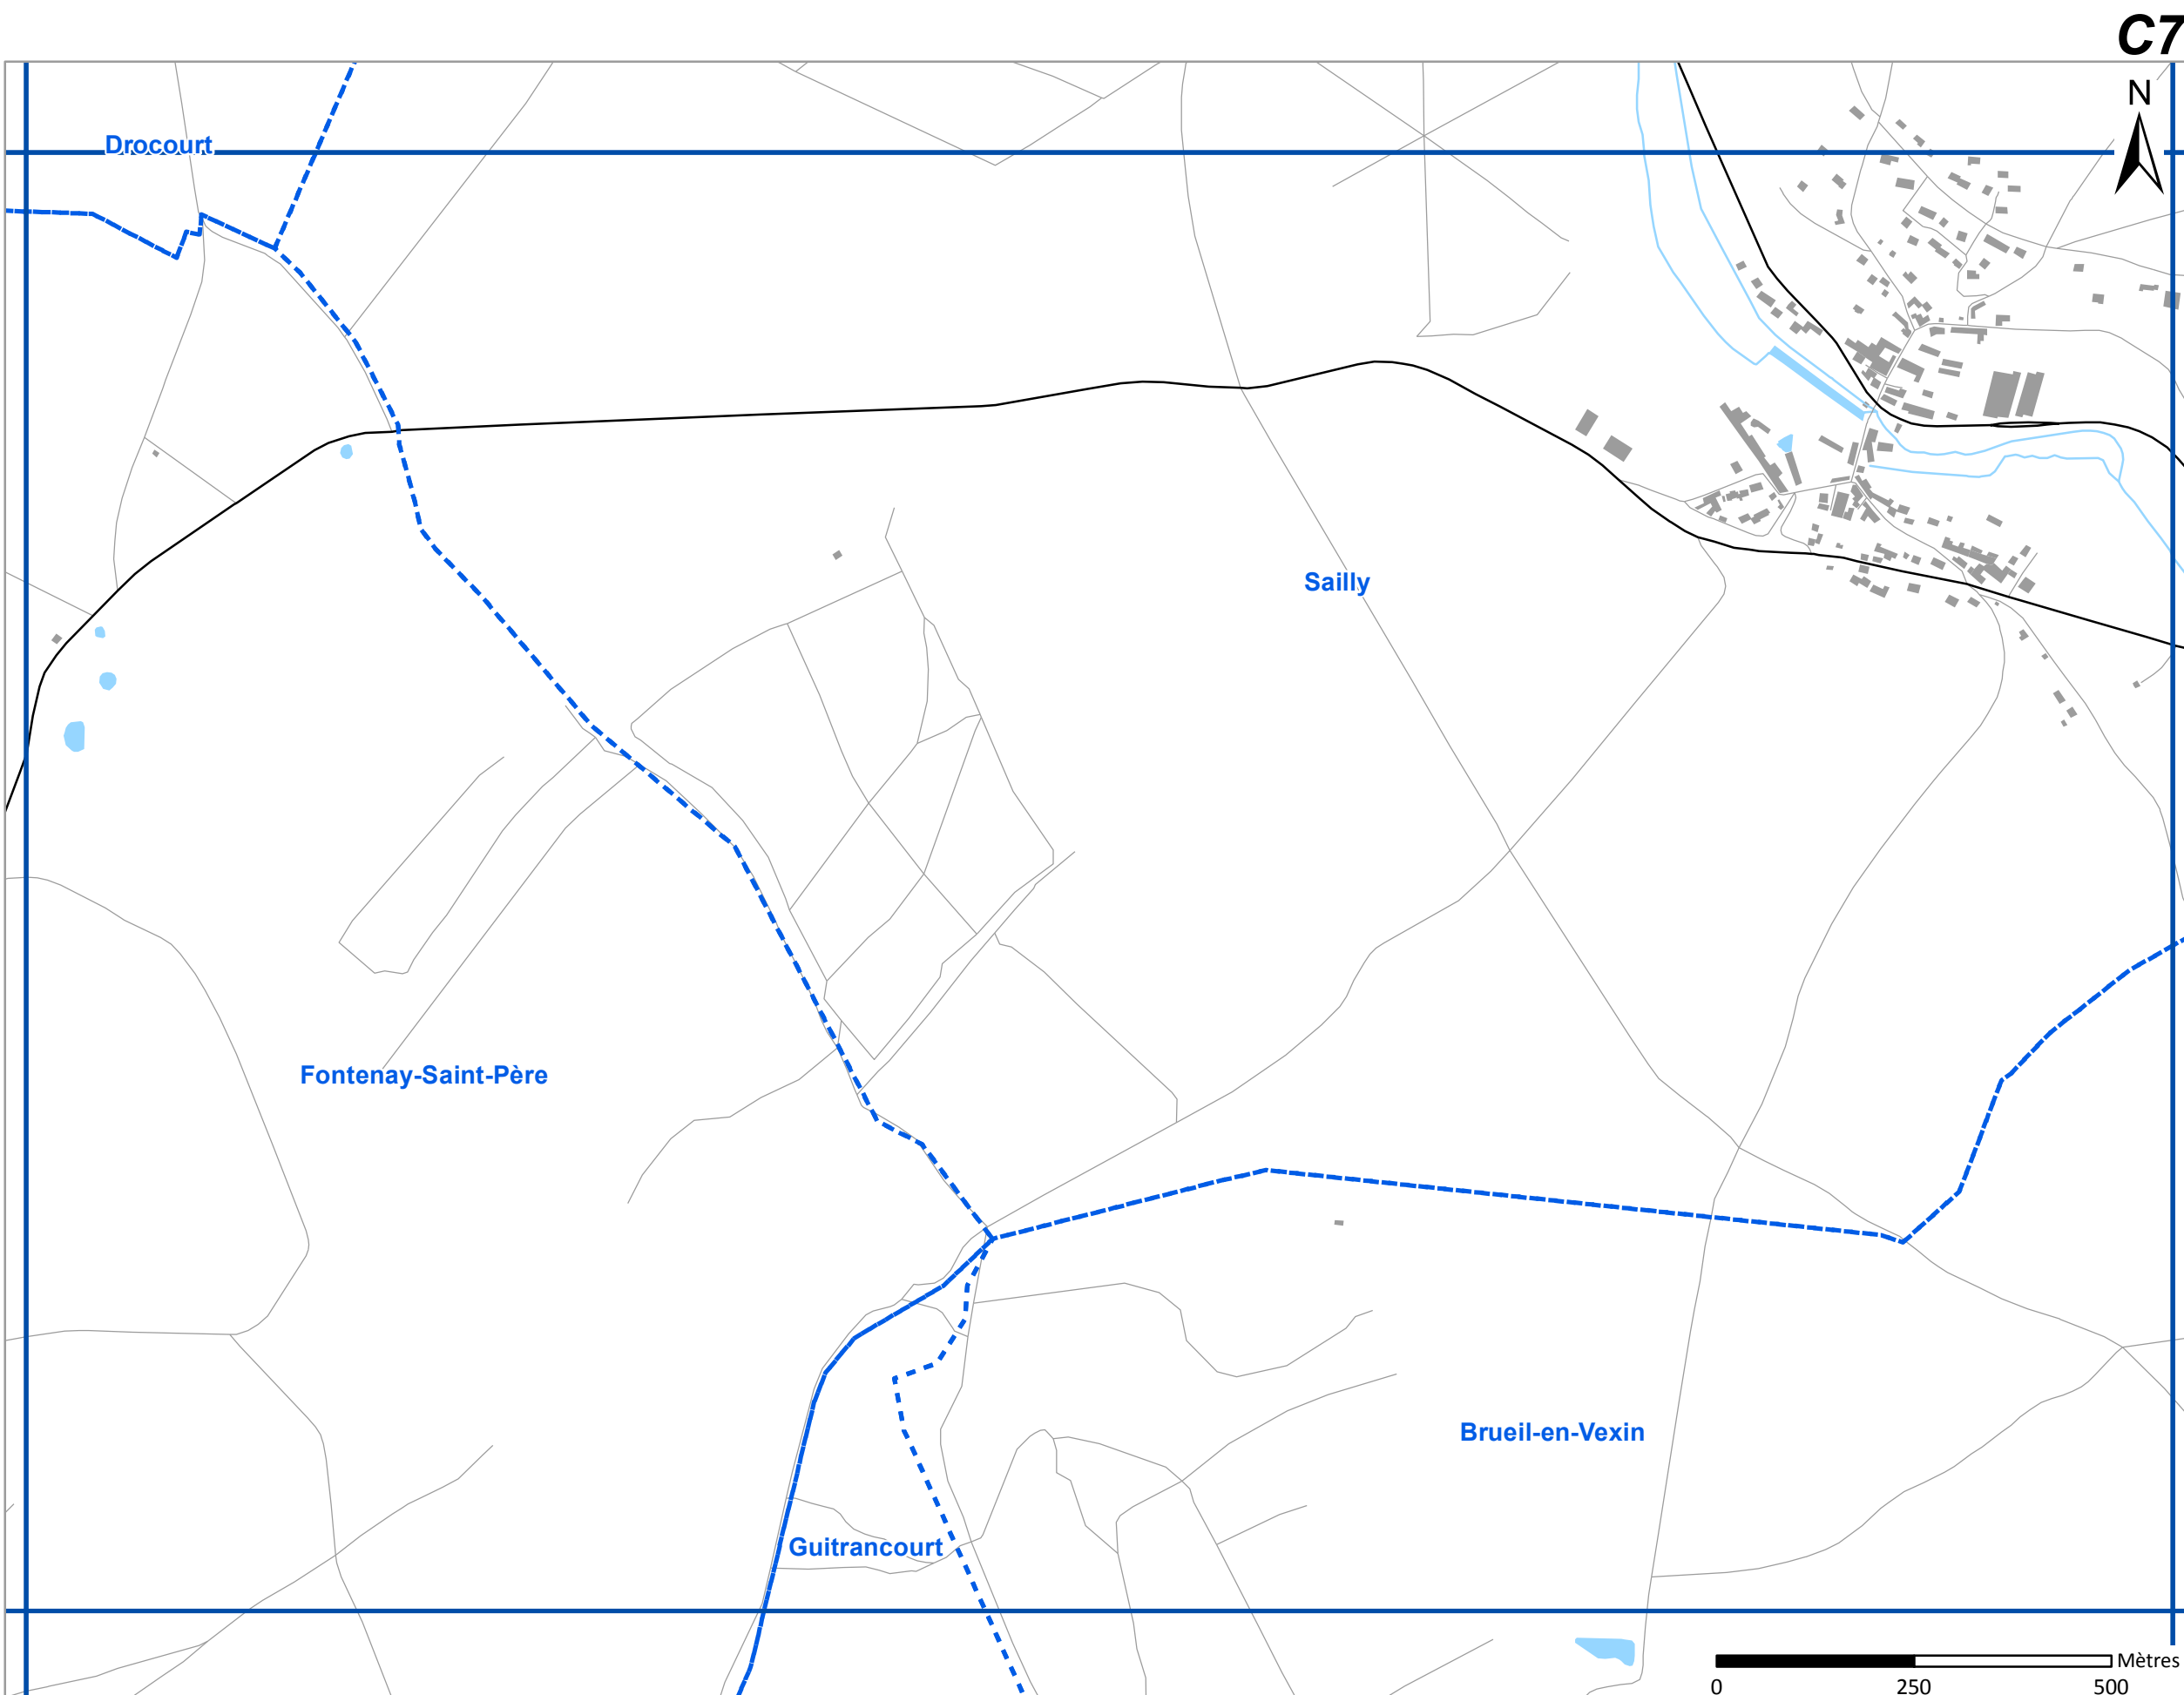 C7
N
Drocourt
Sailly
Fontenay-Saint-Père
Brueil-en-Vexin
Guitrancourt
Mètres
0 250 500